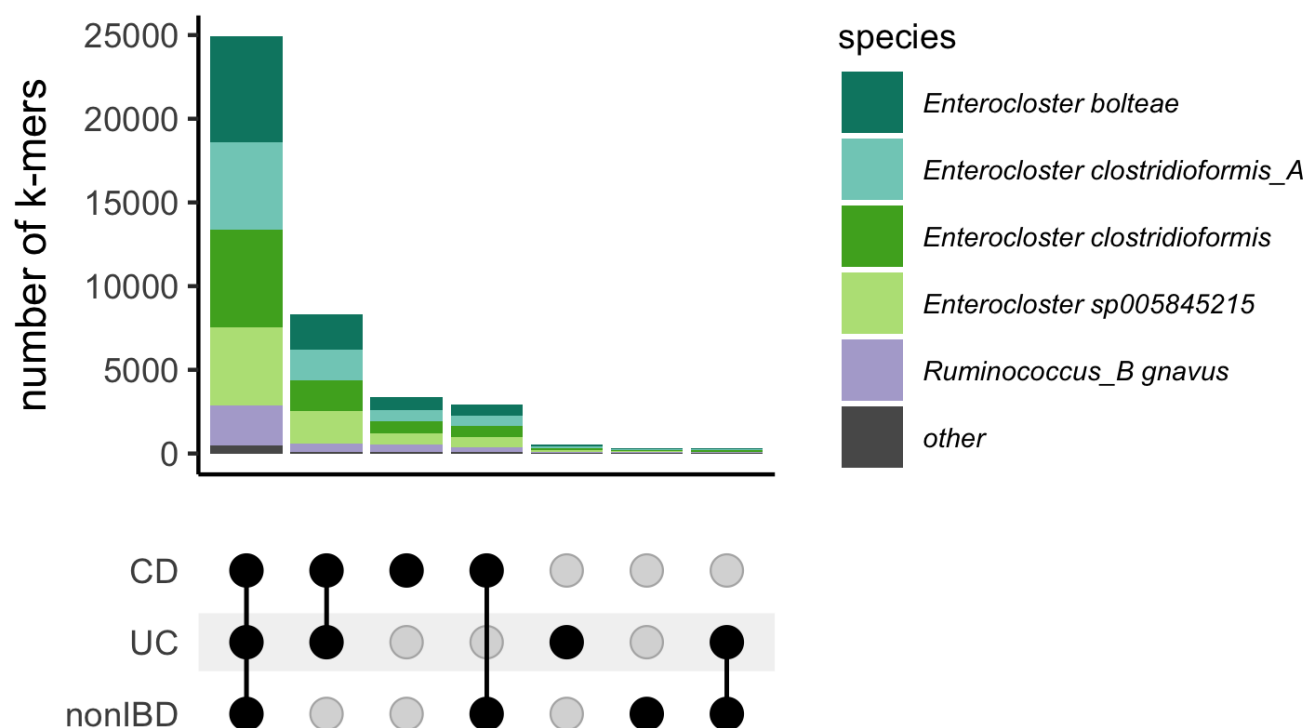 number of k-mers
25000
20000
15000
10000
5000
0
species
Enterocloster bolteae
Enterocloster clostridioformis_A
Enterocloster clostridioformis
Enterocloster sp005845215
Ruminococcus_B gnavus
other
CD
UC
nonIBD